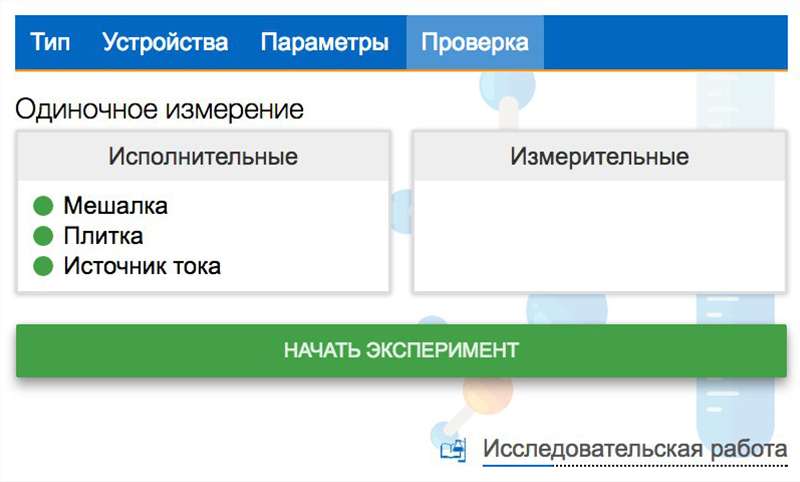 Тип Устройства Параметры Проверка
Одиночное измерение
Исполнительные
Мешалка
Плитка
Источник тока
Измерительные
НАЧАТЬ ЭКСПЕРИМЕНТ
Исследовательская работа